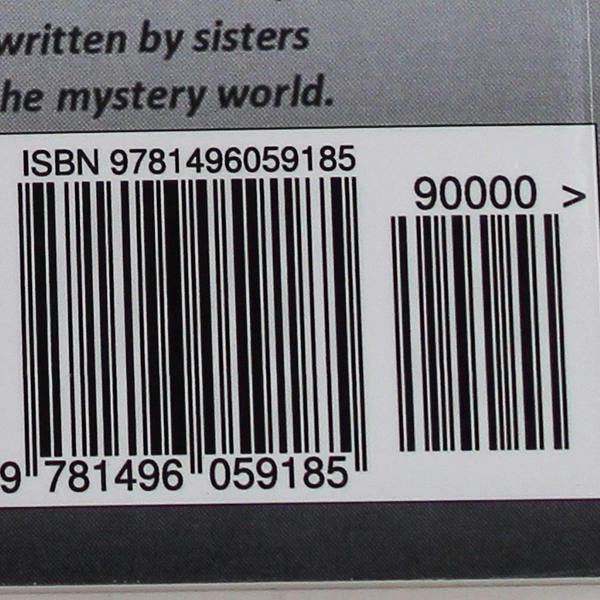 written by sisters
he mystery world.
ISBN 9781496059185
90000 >
9 781496 059185